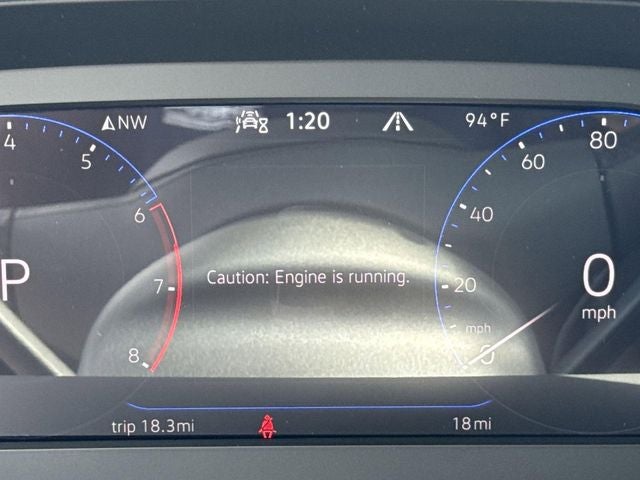 NW 1:20 94°F
4 80
5 60
6 40
P Caution: Engine is running. 0
7 20 mph
mph
8 0
trip 18.3mi 18mi